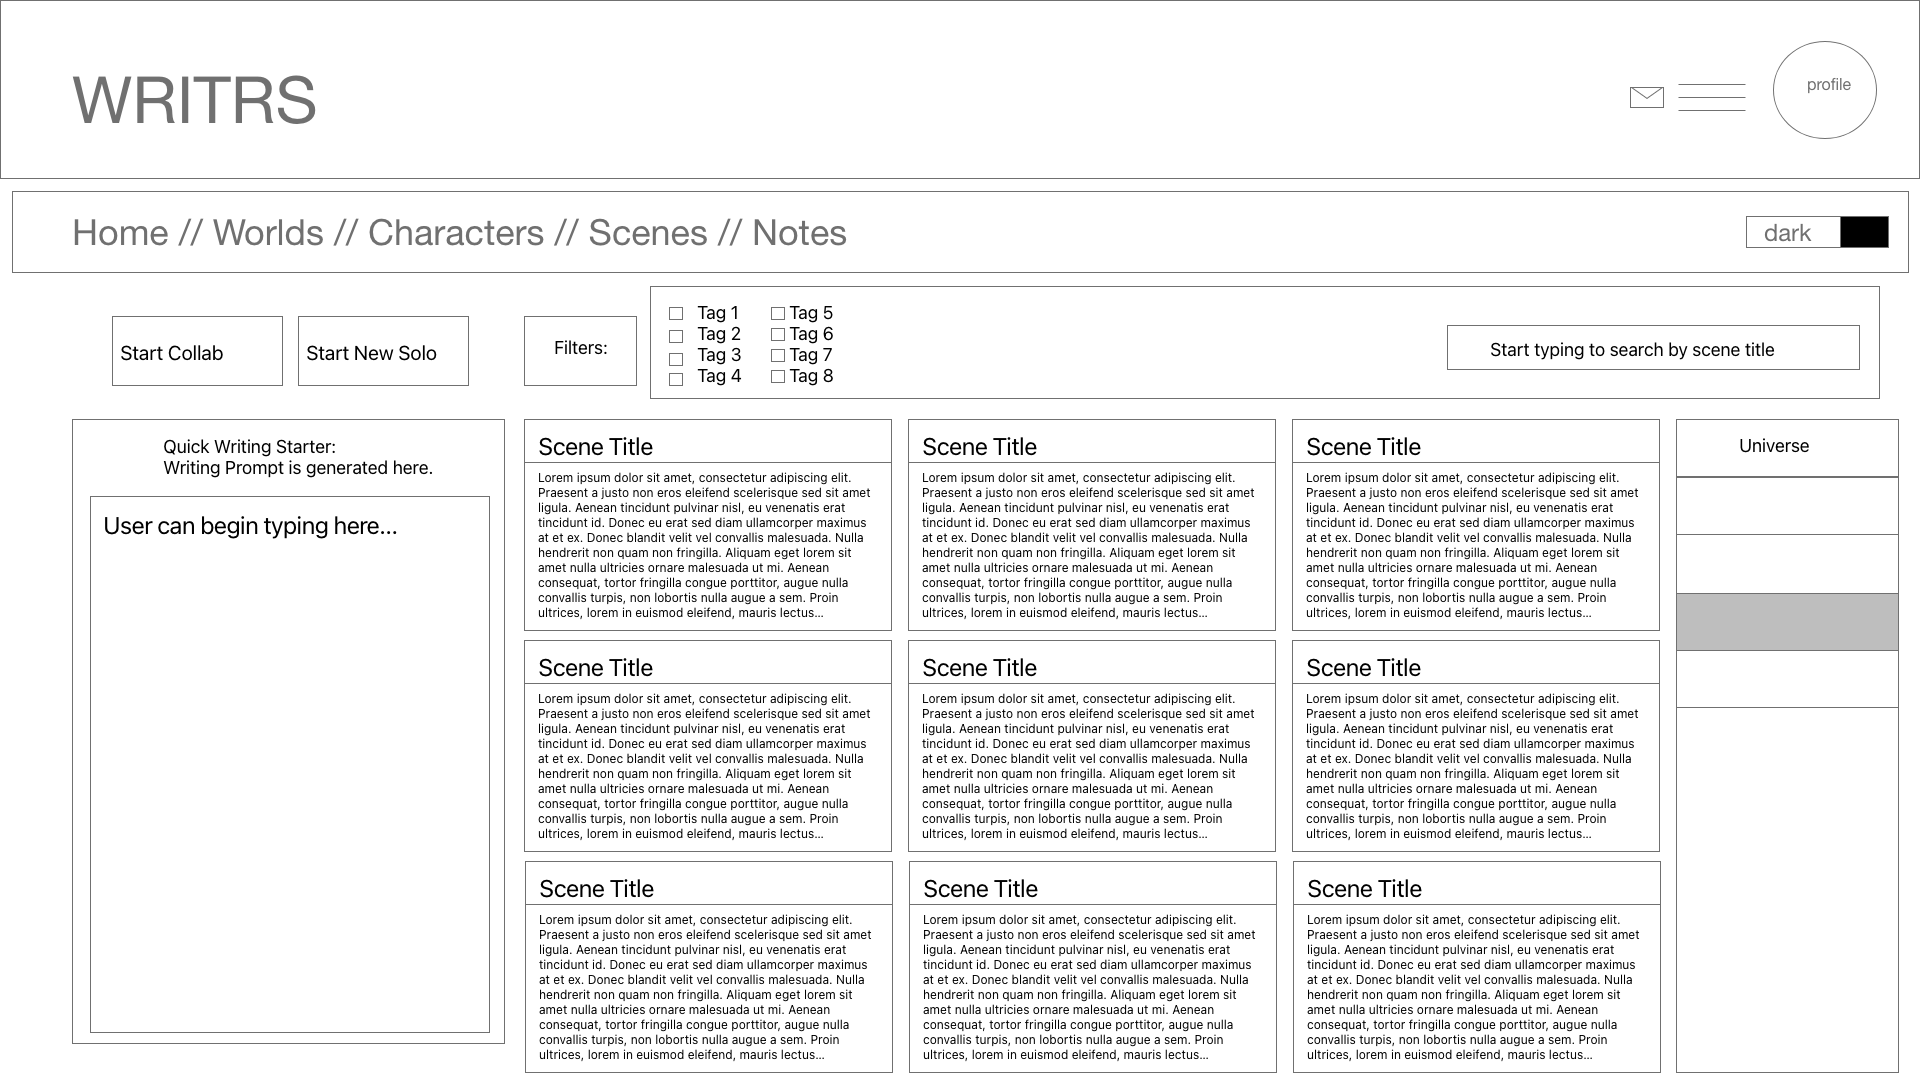 WRITRS
profile
Home // Worlds // Characters // Scenes // Notes
dark
Start Collab
Start New Solo
Filters:
Tag 1
Tag 2
Tag 3
Tag 4
Tag 5
Tag 6
Tag 7
Tag 8
Start typing to search by scene title
Quick Writing Starter:
Writing Prompt is generated here.
User can begin typing here...
Scene Title
Lorem ipsum dolor sit amet, consectetur adipiscing elit.
Praesent a justo non eros eleifend scelerisque sed sit amet
ligula. Aenean tincidunt pulvinar nisl, eu venenatis erat
tincidunt id. Donec eu erat sed diam ullamcorper maximus
at et ex. Donec blandit velit vel convallis malesuada. Nulla
hendrerit non quam non fringilla. Aliquam eget lorem sit
amet nulla ultricies ornare malesuada ut mi. Aenean
consequat, tortor fringilla congue porttitor, augue nulla
convallis turpis, non lobortis nulla augue a sem. Proin
ultrices, lorem in euismod eleifend, mauris lectus...
Scene Title
Lorem ipsum dolor sit amet, consectetur adipiscing elit.
Praesent a justo non eros eleifend scelerisque sed sit amet
ligula. Aenean tincidunt pulvinar nisl, eu venenatis erat
tincidunt id. Donec eu erat sed diam ullamcorper maximus
at et ex. Donec blandit velit vel convallis malesuada. Nulla
hendrerit non quam non fringilla. Aliquam eget lorem sit
amet nulla ultricies ornare malesuada ut mi. Aenean
consequat, tortor fringilla congue porttitor, augue nulla
convallis turpis, non lobortis nulla augue a sem. Proin
ultrices, lorem in euismod eleifend, mauris lectus...
Scene Title
Lorem ipsum dolor sit amet, consectetur adipiscing elit.
Praesent a justo non eros eleifend scelerisque sed sit amet
ligula. Aenean tincidunt pulvinar nisl, eu venenatis erat
tincidunt id. Donec eu erat sed diam ullamcorper maximus
at et ex. Donec blandit velit vel convallis malesuada. Nulla
hendrerit non quam non fringilla. Aliquam eget lorem sit
amet nulla ultricies ornare malesuada ut mi. Aenean
consequat, tortor fringilla congue porttitor, augue nulla
convallis turpis, non lobortis nulla augue a sem. Proin
ultrices, lorem in euismod eleifend, mauris lectus...
Scene Title
Lorem ipsum dolor sit amet, consectetur adipiscing elit.
Praesent a justo non eros eleifend scelerisque sed sit amet
ligula. Aenean tincidunt pulvinar nisl, eu venenatis erat
tincidunt id. Donec eu erat sed diam ullamcorper maximus
at et ex. Donec blandit velit vel convallis malesuada. Nulla
hendrerit non quam non fringilla. Aliquam eget lorem sit
amet nulla ultricies ornare malesuada ut mi. Aenean
consequat, tortor fringilla congue porttitor, augue nulla
convallis turpis, non lobortis nulla augue a sem. Proin
ultrices, lorem in euismod eleifend, mauris lectus...
Scene Title
Lorem ipsum dolor sit amet, consectetur adipiscing elit.
Praesent a justo non eros eleifend scelerisque sed sit amet
ligula. Aenean tincidunt pulvinar nisl, eu venenatis erat
tincidunt id. Donec eu erat sed diam ullamcorper maximus
at et ex. Donec blandit velit vel convallis malesuada. Nulla
hendrerit non quam non fringilla. Aliquam eget lorem sit
amet nulla ultricies ornare malesuada ut mi. Aenean
consequat, tortor fringilla congue porttitor, augue nulla
convallis turpis, non lobortis nulla augue a sem. Proin
ultrices, lorem in euismod eleifend, mauris lectus...
Scene Title
Lorem ipsum dolor sit amet, consectetur adipiscing elit.
Praesent a justo non eros eleifend scelerisque sed sit amet
ligula. Aenean tincidunt pulvinar nisl, eu venenatis erat
tincidunt id. Donec eu erat sed diam ullamcorper maximus
at et ex. Donec blandit velit vel convallis malesuada. Nulla
hendrerit non quam non fringilla. Aliquam eget lorem sit
amet nulla ultricies ornare malesuada ut mi. Aenean
consequat, tortor fringilla congue porttitor, augue nulla
convallis turpis, non lobortis nulla augue a sem. Proin
ultrices, lorem in euismod eleifend, mauris lectus...
Scene Title
Lorem ipsum dolor sit amet, consectetur adipiscing elit.
Praesent a justo non eros eleifend scelerisque sed sit amet
ligula. Aenean tincidunt pulvinar nisl, eu venenatis erat
tincidunt id. Donec eu erat sed diam ullamcorper maximus
at et ex. Donec blandit velit vel convallis malesuada. Nulla
hendrerit non quam non fringilla. Aliquam eget lorem sit
amet nulla ultricies ornare malesuada ut mi. Aenean
consequat, tortor fringilla congue porttitor, augue nulla
convallis turpis, non lobortis nulla augue a sem. Proin
ultrices, lorem in euismod eleifend, mauris lectus...
Scene Title
Lorem ipsum dolor sit amet, consectetur adipiscing elit.
Praesent a justo non eros eleifend scelerisque sed sit amet
ligula. Aenean tincidunt pulvinar nisl, eu venenatis erat
tincidunt id. Donec eu erat sed diam ullamcorper maximus
at et ex. Donec blandit velit vel convallis malesuada. Nulla
hendrerit non quam non fringilla. Aliquam eget lorem sit
amet nulla ultricies ornare malesuada ut mi. Aenean
consequat, tortor fringilla congue porttitor, augue nulla
convallis turpis, non lobortis nulla augue a sem. Proin
ultrices, lorem in euismod eleifend, mauris lectus...
Scene Title
Lorem ipsum dolor sit amet, consectetur adipiscing elit.
Praesent a justo non eros eleifend scelerisque sed sit amet
ligula. Aenean tincidunt pulvinar nisl, eu venenatis erat
tincidunt id. Donec eu erat sed diam ullamcorper maximus
at et ex. Donec blandit velit vel convallis malesuada. Nulla
hendrerit non quam non fringilla. Aliquam eget lorem sit
amet nulla ultricies ornare malesuada ut mi. Aenean
consequat, tortor fringilla congue porttitor, augue nulla
convallis turpis, non lobortis nulla augue a sem. Proin
ultrices, lorem in euismod eleifend, mauris lectus...
Universe